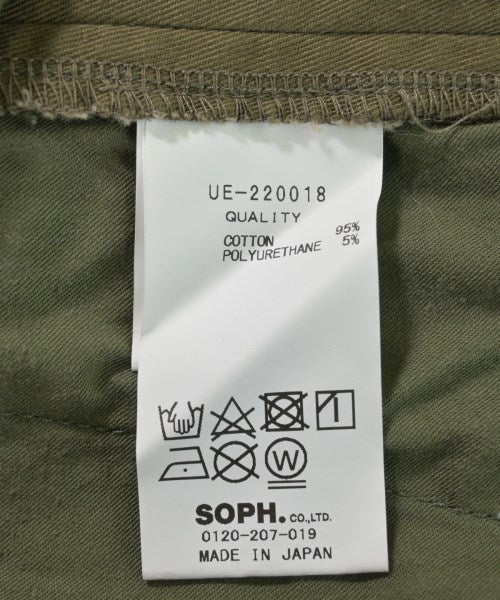 UE-220018
QUALITY
COTTON 95%
POLYURETHANE 5%
W
SOPH. CO.,LTD.
0120-207-019
MADE IN JAPAN